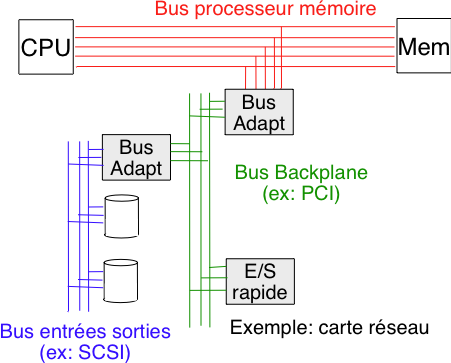 Bus processeur mémoire
CPU
Mem
Bus
Adapt
Bus
Adapt
Bus Backplane
(ex: PCI)
E/S
rapide
Exemple: carte réseau
Bus entrées sorties
(ex: SCSI)